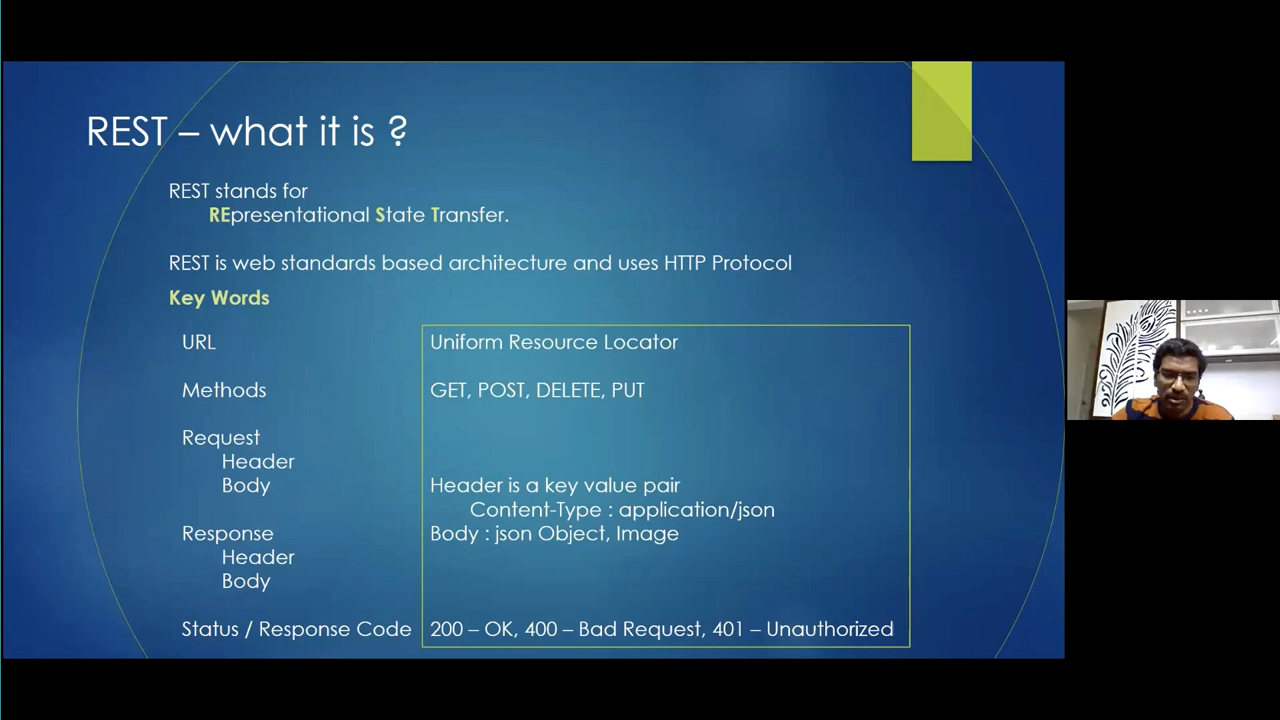 REST – what it is ?
REST stands for
REpresentational State Transfer.
REST is web standards based architecture and uses HTTP Protocol
Key Words
URL Uniform Resource Locator
Methods GET, POST, DELETE, PUT
Request
Header
Body Header is a key value pair
Content-Type : application/json
Response Body : json Object, Image
Header
Body
Status / Response Code 200 – OK, 400 – Bad Request, 401 – Unauthorized